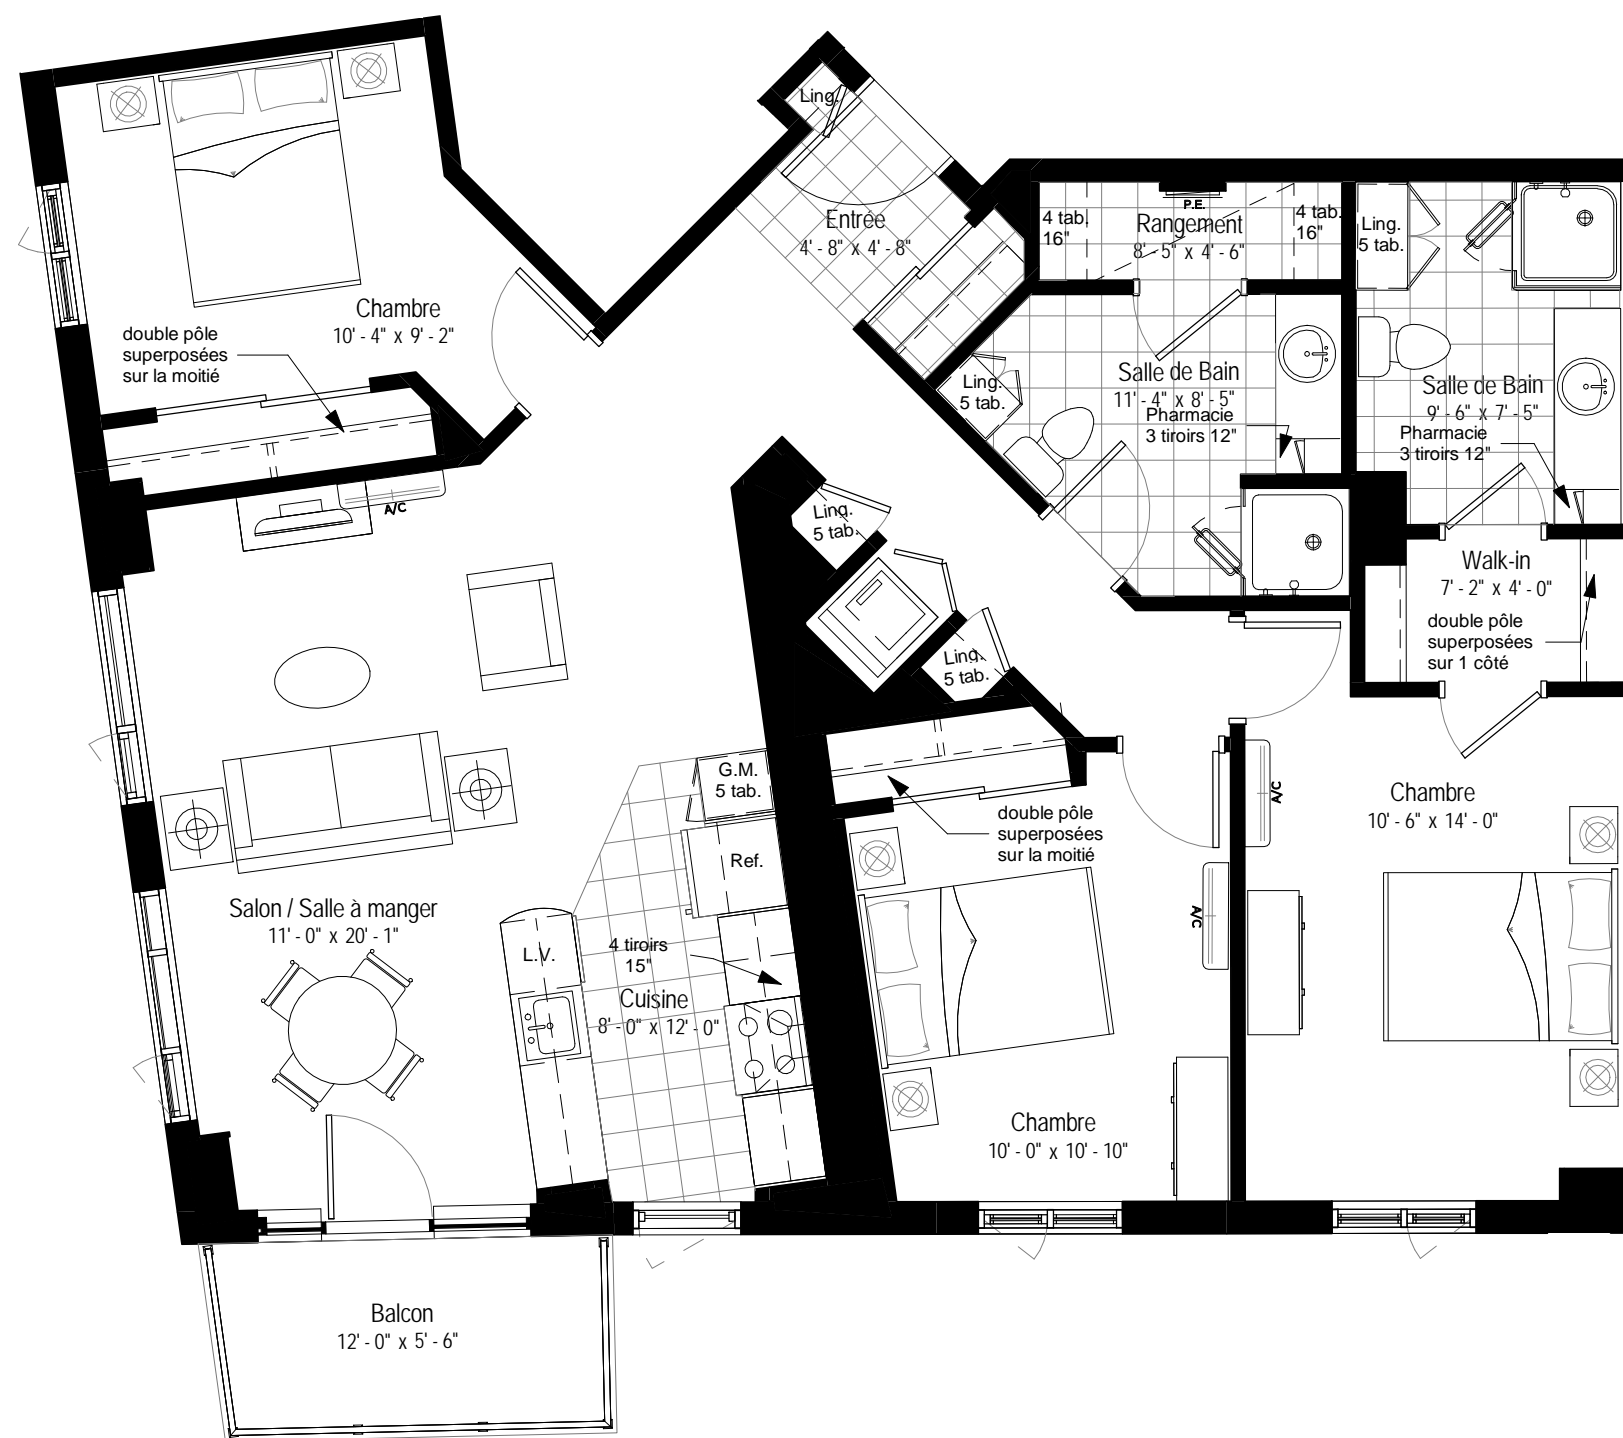 Ling.
Entrée
4' - 8" x 4' - 8"
4 tab.
16"
P.E.
Rangement
8' - 5" x 4' - 6"
4 tab.
16"
Ling.
5 tab.
Chambre
10' - 4" x 9' - 2"
double pôle
superposées
sur la moitié
Ling.
5 tab.
Salle de Bain
11' - 4" x 8' - 5"
Pharmacie
3 tiroirs 12"
Salle de Bain
9' - 6" x 7' - 5"
Pharmacie
3 tiroirs 12"
A/C
Ling.
5 tab.
Walk-in
7' - 2" x 4' - 0"
double pôle
superposées
sur 1 côté
Ling.
5 tab.
G.M.
5 tab.
Ref.
double pôle
superposées
sur la moitié
A/C
Chambre
10' - 6" x 14' - 0"
A/C
Salon / Salle à manger
11' - 0" x 20' - 1"
L.V.
4 tiroirs
15"
Cuisine
8' - 0" x 12' - 0"
Chambre
10' - 0" x 10' - 10"
Balcon
12' - 0" x 5' - 6"